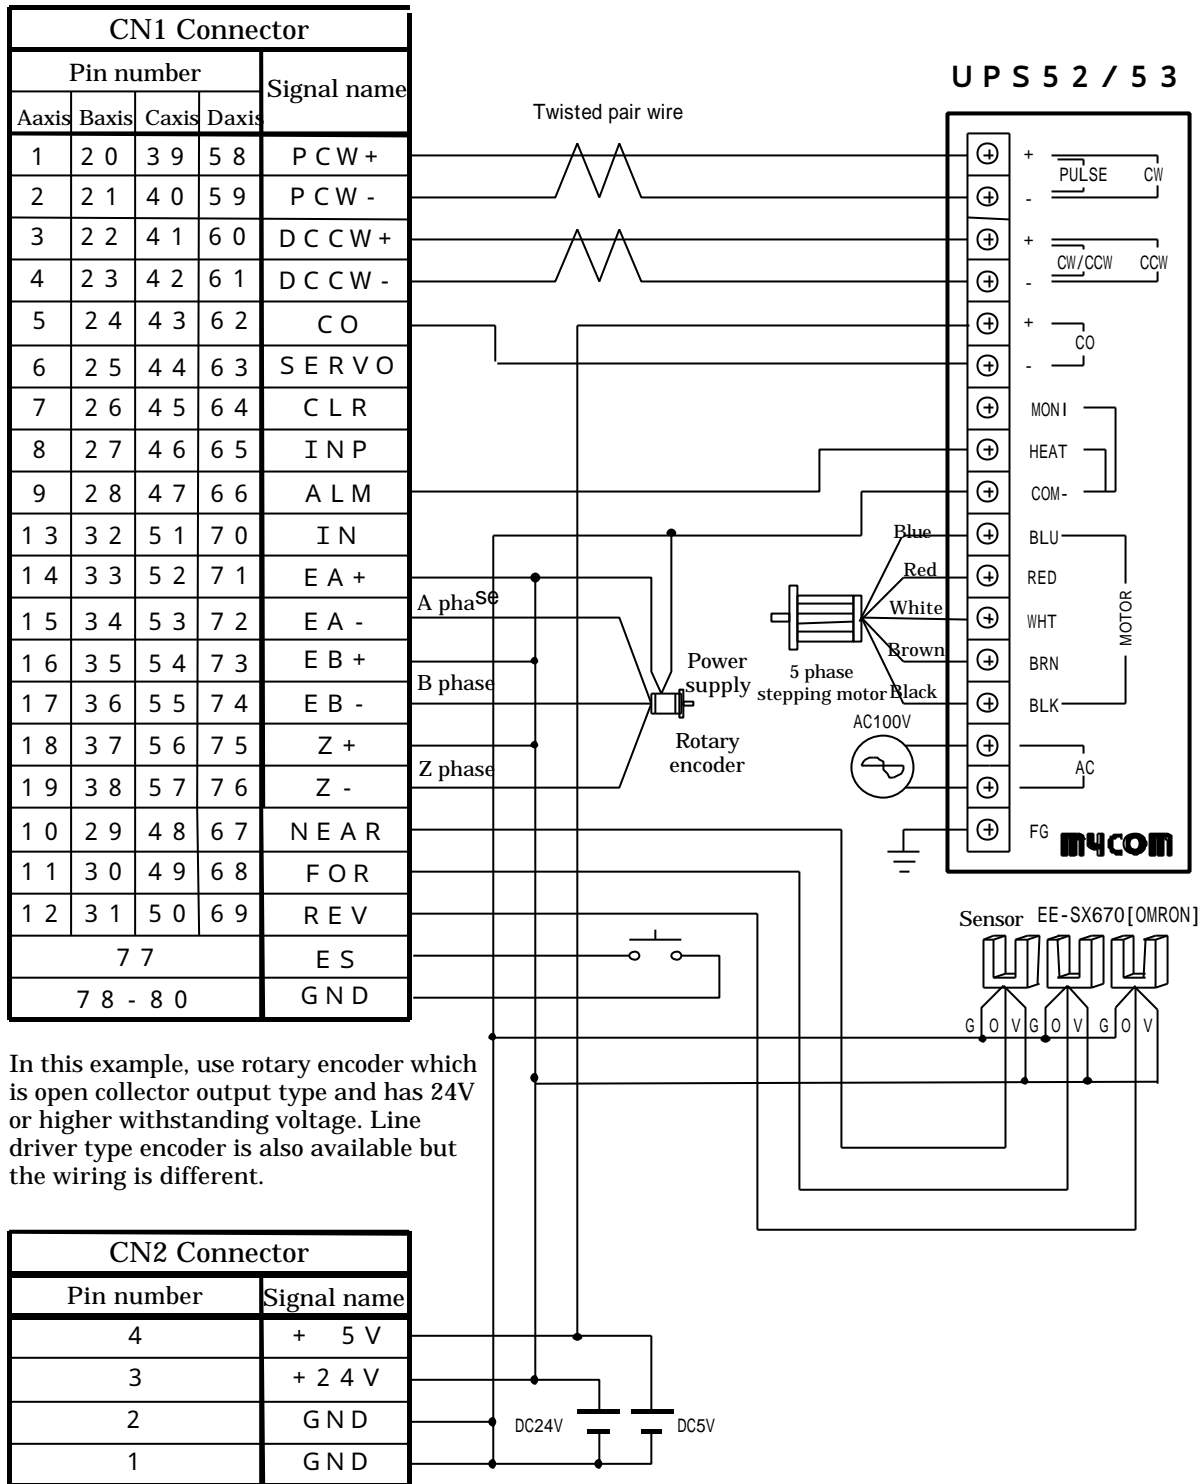 CN1 Connector
Pin number
Signal name
Aaxis Baxis Caxis Daxis
1 20 39 58 PCW+
2 21 40 59 PCW-
3 22 41 60 DCCW+
4 23 42 61 DCCW-
5 24 43 62 CO
6 25 44 63 SERVO
7 26 45 64 CLR
8 27 46 65 INP
9 28 47 66 ALM
13 32 51 70 IN
14 33 52 71 EA+
15 34 53 72 EA-
16 35 54 73 EB+
17 36 55 74 EB-
18 37 56 75 Z+
19 38 57 76 Z-
10 29 48 67 NEAR
11 30 49 68 FOR
12 31 50 69 REV
77 ES
78-80 GND
Twisted pair wire
A phase
B phase
Z phase
Power
supply
Rotary
encoder
5 phase
stepping motor
Blue
Red
White
Brown
Black
AC100V
UPS52/53
+ PULSE CW
-
+ CW/CCW CCW
-
+ CO
-
MONI
HEAT
COM-
BLU
RED
WHT
BRN
BLK
MOTOR
AC
FG
mycom
Sensor EE-SX670[OMRON]
G O V G O V G O V
In this example, use rotary encoder which
is open collector output type and has 24V
or higher withstanding voltage. Line
driver type encoder is also available but
the wiring is different.
CN2 Connector
Pin number Signal name
4 + 5V
3 +24V
2 GND
1 GND
DC24V
DC5V